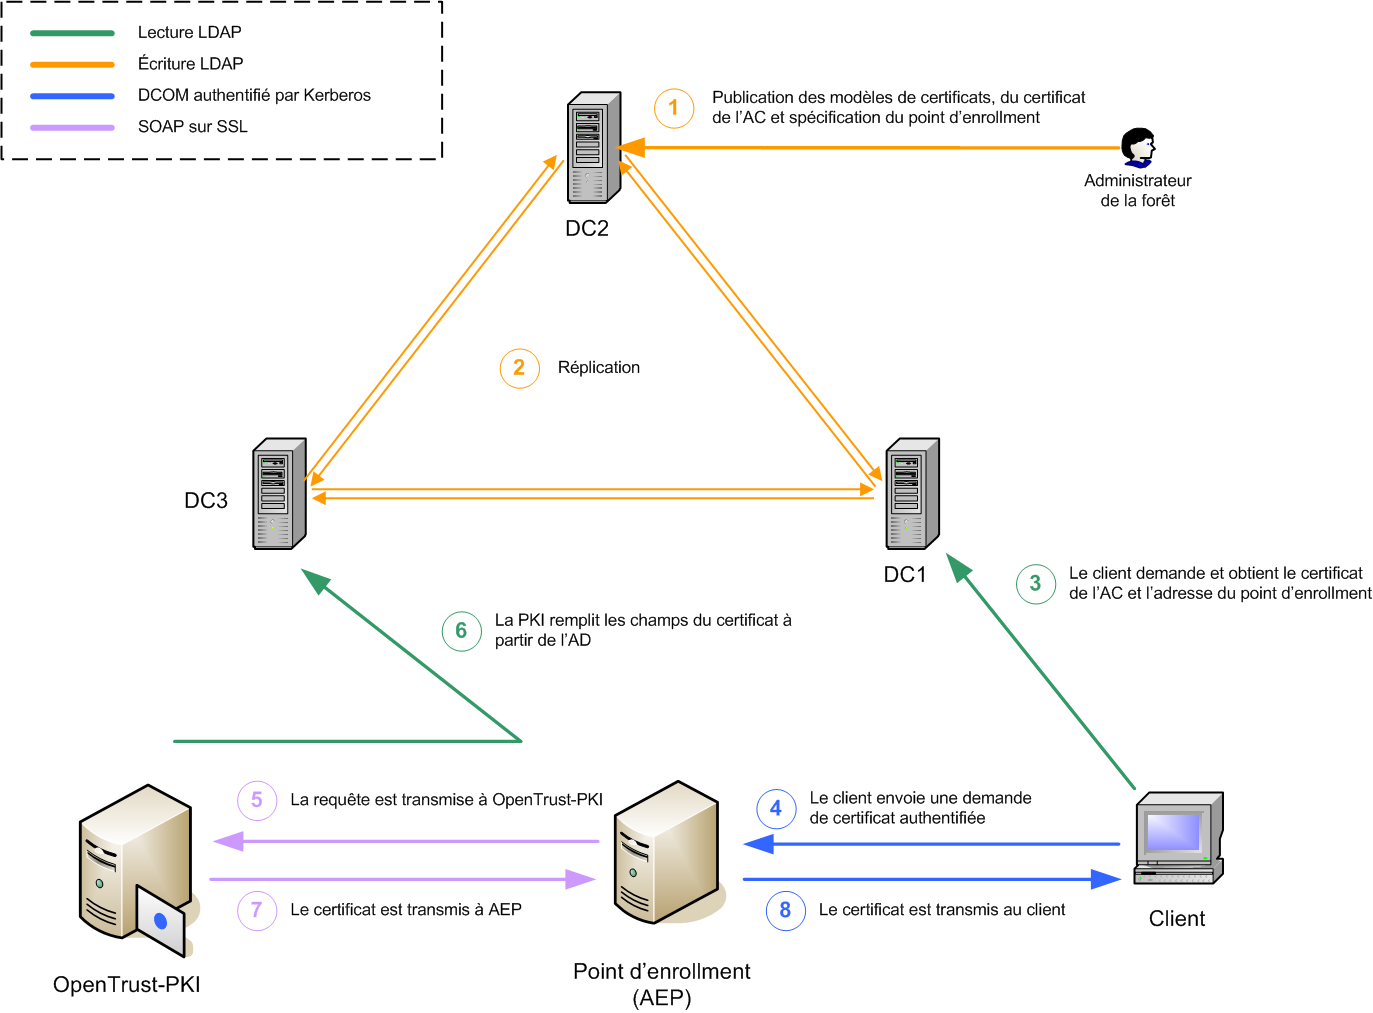 Lecture LDAP
Écriture LDAP
DCOM authentifié par Kerberos
SOAP sur SSL
1
Publication des modèles de certificats, du certificat
de l'AC et spécification du point d'enrollment
Administrateur
de la forêt
DC2
2
Réplication
DC3
DC1
3
Le client demande et obtient le certificat
de l'AC et l'adresse du point d'enrollment
6
La PKI remplit les champs du certificat à
partir de l'AD
5
La requête est transmise à OpenTrust-PKI
4
Le client envoie une demande
de certificat authentifiée
7
Le certificat est transmis à AEP
8
Le certificat est transmis au client
Client
OpenTrust-PKI
Point d'enrollment
(AEP)